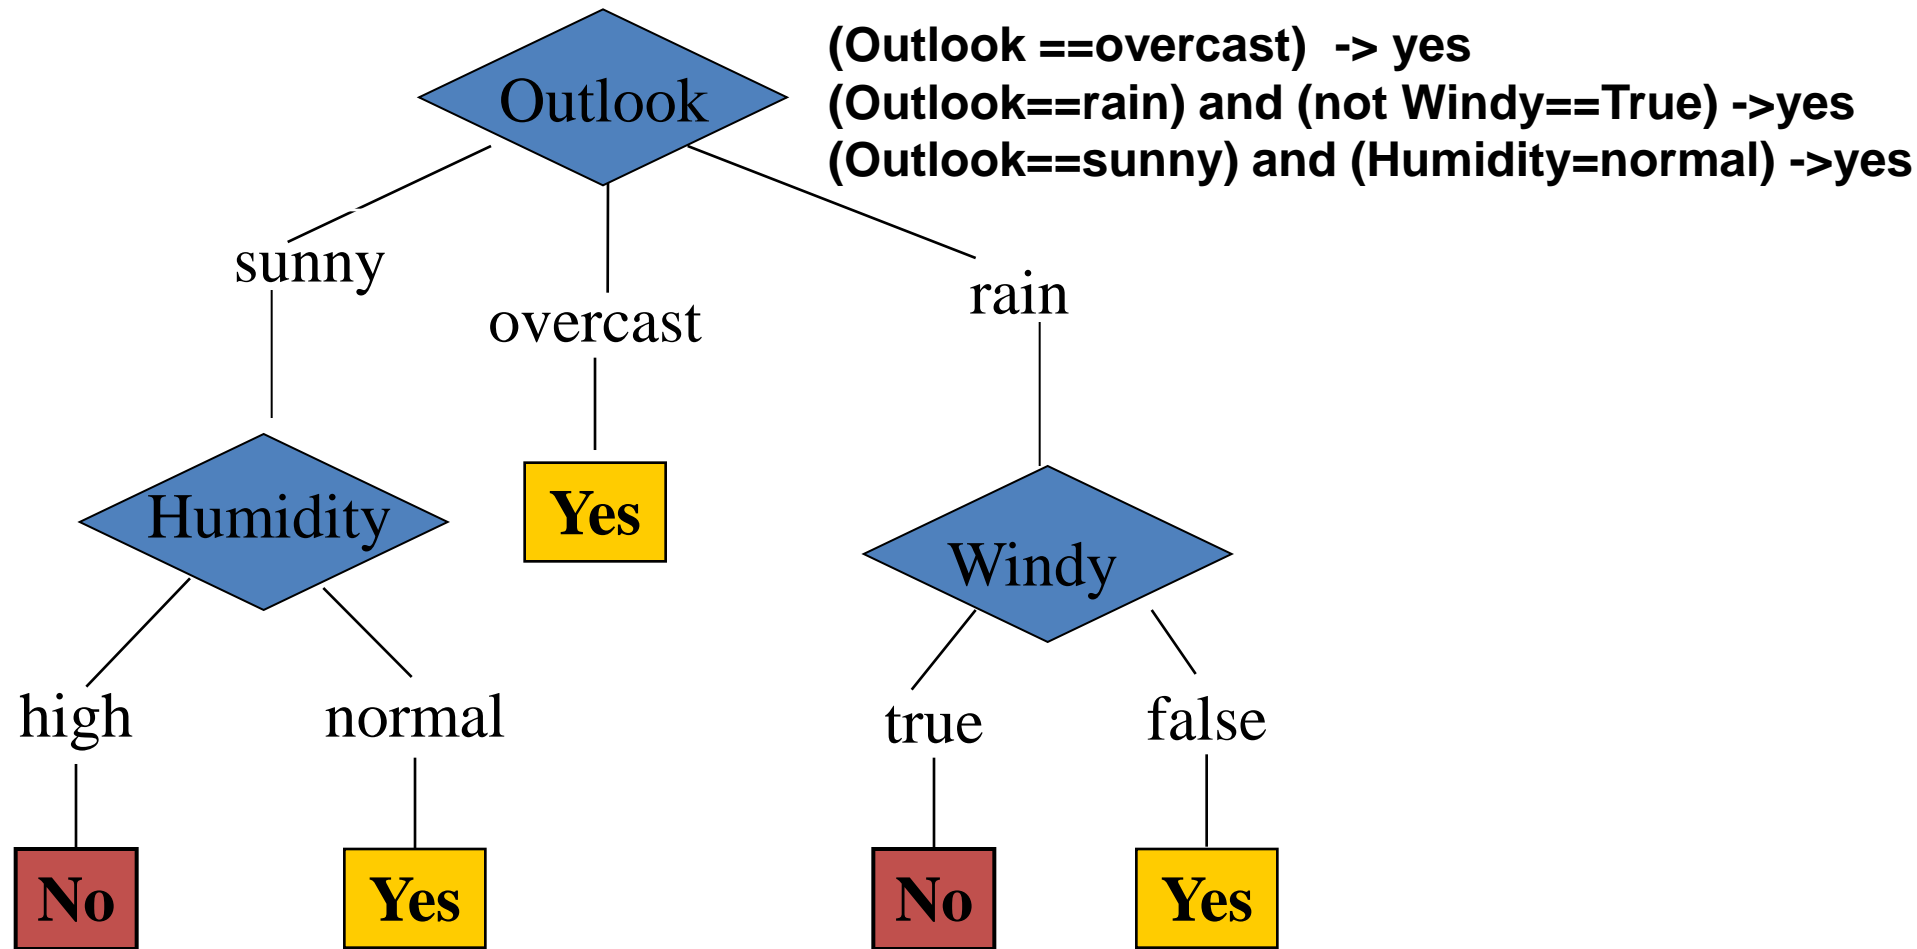 (Outlook ==overcast)  -> yes
(Outlook==rain) and (not Windy==True) ->yes
(Outlook==sunny) and (Humidity=normal) ->yes
Outlook
sunny
overcast
rain
Humidity
Yes
Windy
high
normal
true
false
No
Yes
No
Yes